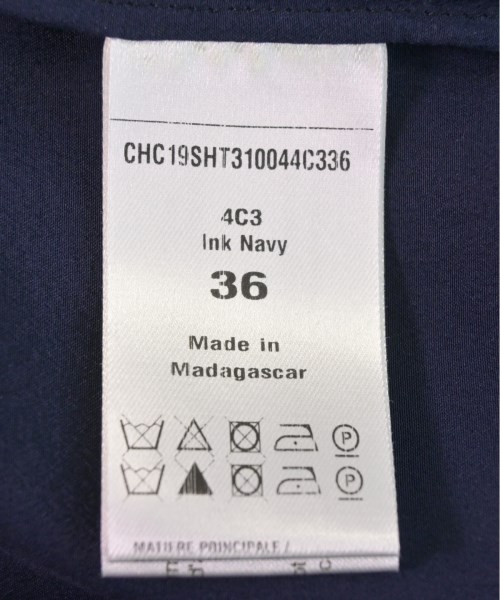 CHC19SHT310044C336
4C3
Ink Navy
36
Made in
Madagascar
P
P
MATIERE PRINCIPALE /